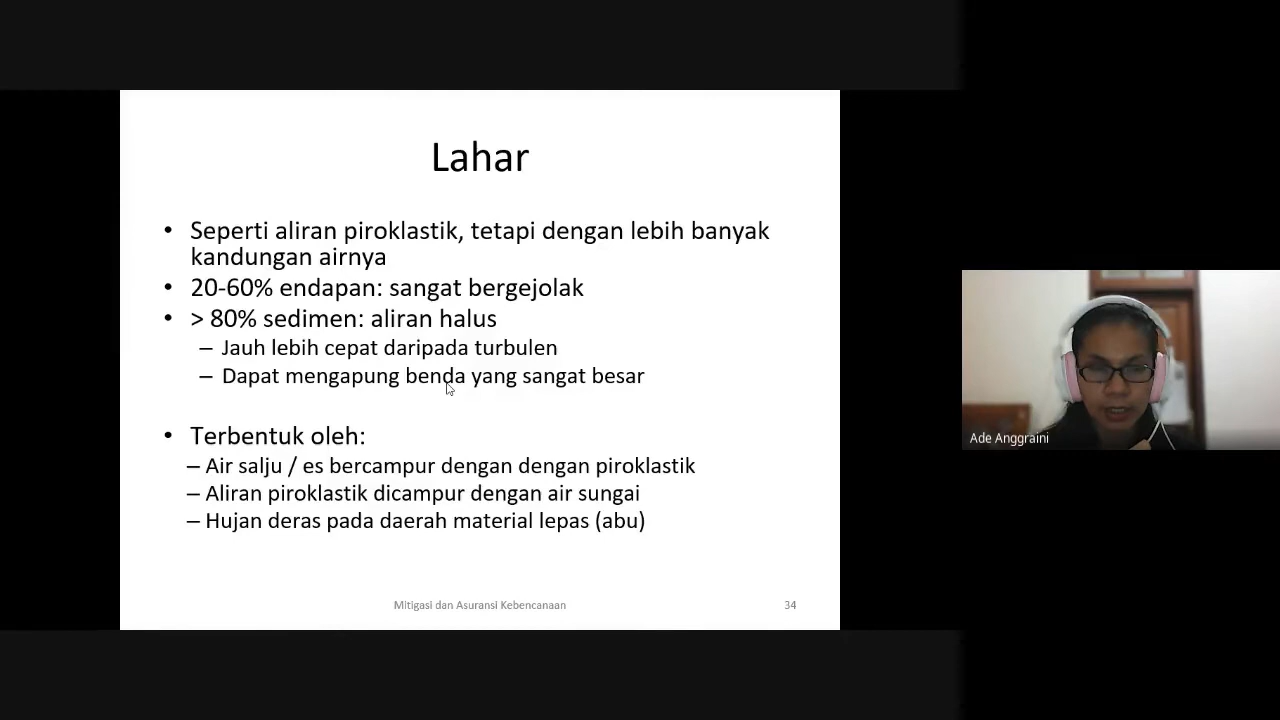 Lahar
• Seperti aliran piroklastik, tetapi dengan lebih banyak
kandungan airnya
• 20-60% endapan: sangat bergejolak
• > 80% sedimen: aliran halus
– Jauh lebih cepat daripada turbulen
– Dapat mengapung benda yang sangat besar
• Terbentuk oleh:
– Air salju / es bercampur dengan dengan piroklastik
– Aliran piroklastik dicampur dengan air sungai
– Hujan deras pada daerah material lepas (abu)
Mitigasi dan Asuransi Kebencanaan
34
Ade Anggraini